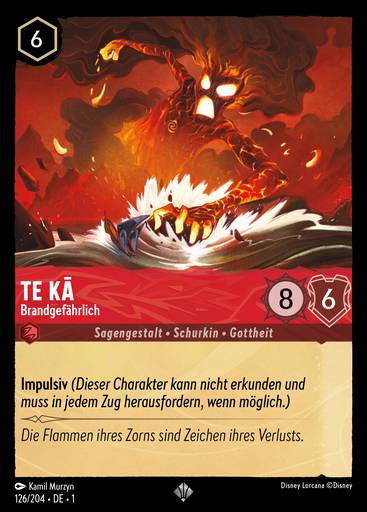 6
TE KĀ
Brandgefährlich
8
6
Sagengestalt • Schurkin • Gottheit
Impulsiv (Dieser Charakter kann nicht erkunden und
muss in jedem Zug herausfordern, wenn möglich.)
Die Flammen ihres Zorns sind Zeichen ihres Verlusts.
Kamil Murzyn
Disney Lorcana ©Disney
126/204 • DE • 1